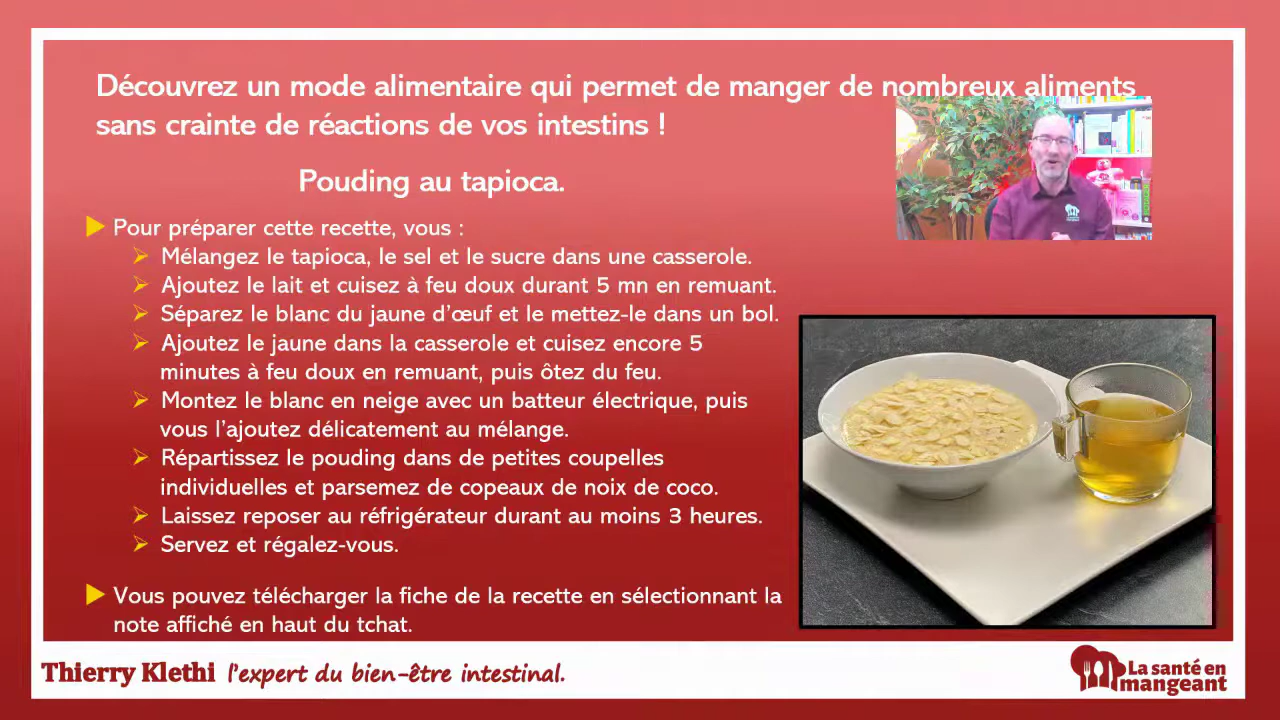 Découvrez un mode alimentaire qui permet de manger de nombreux aliments
sans crainte de réactions de vos intestins !
Pouding au tapioca.
Pour préparer cette recette, vous :
Mélangez le tapioca, le sel et le sucre dans une casserole.
Ajoutez le lait et cuisez à feu doux durant 5 mn en remuant.
Séparez le blanc du jaune d’œuf et le mettez-le dans un bol.
Ajoutez le jaune dans la casserole et cuisez encore 5
minutes à feu doux en remuant, puis ôtez du feu.
Montez le blanc en neige avec un batteur électrique, puis
vous l’ajoutez délicatement au mélange.
Répartissez le pouding dans de petites coupelles
individuelles et parsemez de copeaux de noix de coco.
Laissez reposer au réfrigérateur durant au moins 3 heures.
Servez et régalez-vous.
Vous pouvez télécharger la fiche de la recette en sélectionnant la
note affiché en haut du tchat.
Thierry Klethi l’expert du bien-être intestinal.
La santé en
mangeant